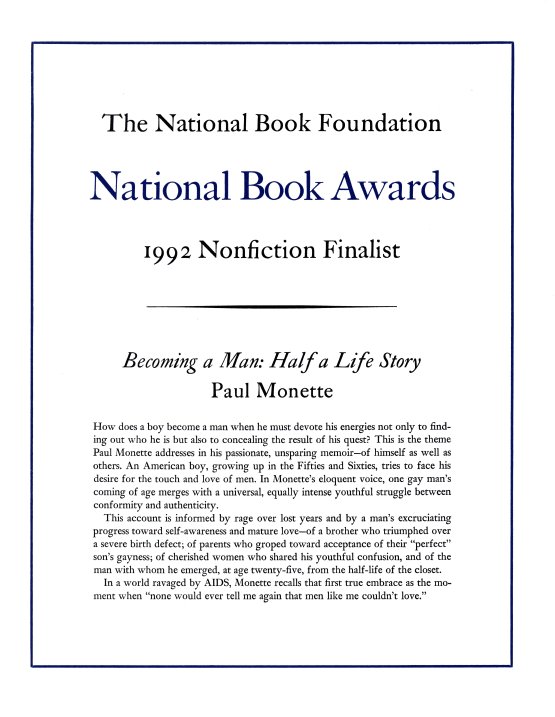 The National Book Foundation
National Book Awards
1992 Nonfiction Finalist
Becoming a Man: Half a Life Story
Paul Monette
How does a boy become a man when he must devote his energies not only to find-
ing out who he is but also to concealing the result of his quest? This is the theme
Paul Monette addresses in his passionate, unsparing memoir—of himself as well as
others. An American boy, growing up in the Fifties and Sixties, tries to face his
desire for the touch and love of men. In Monette's eloquent voice, one gay man's
coming of age merges with a universal, equally intense youthful struggle between
conformity and authenticity.
This account is informed by rage over lost years and by a man's excruciating
progress toward self-awareness and mature love—of a brother who triumphed over
a severe birth defect; of parents who groped toward acceptance of their "perfect"
son's gayness; of cherished women who shared his youthful confusion, and of the
man with whom he emerged, at age twenty-five, from the half-life of the closet.
In a world ravaged by AIDS, Monette recalls that first true embrace as the mo-
ment when "none would ever tell me again that men like me couldn't love."